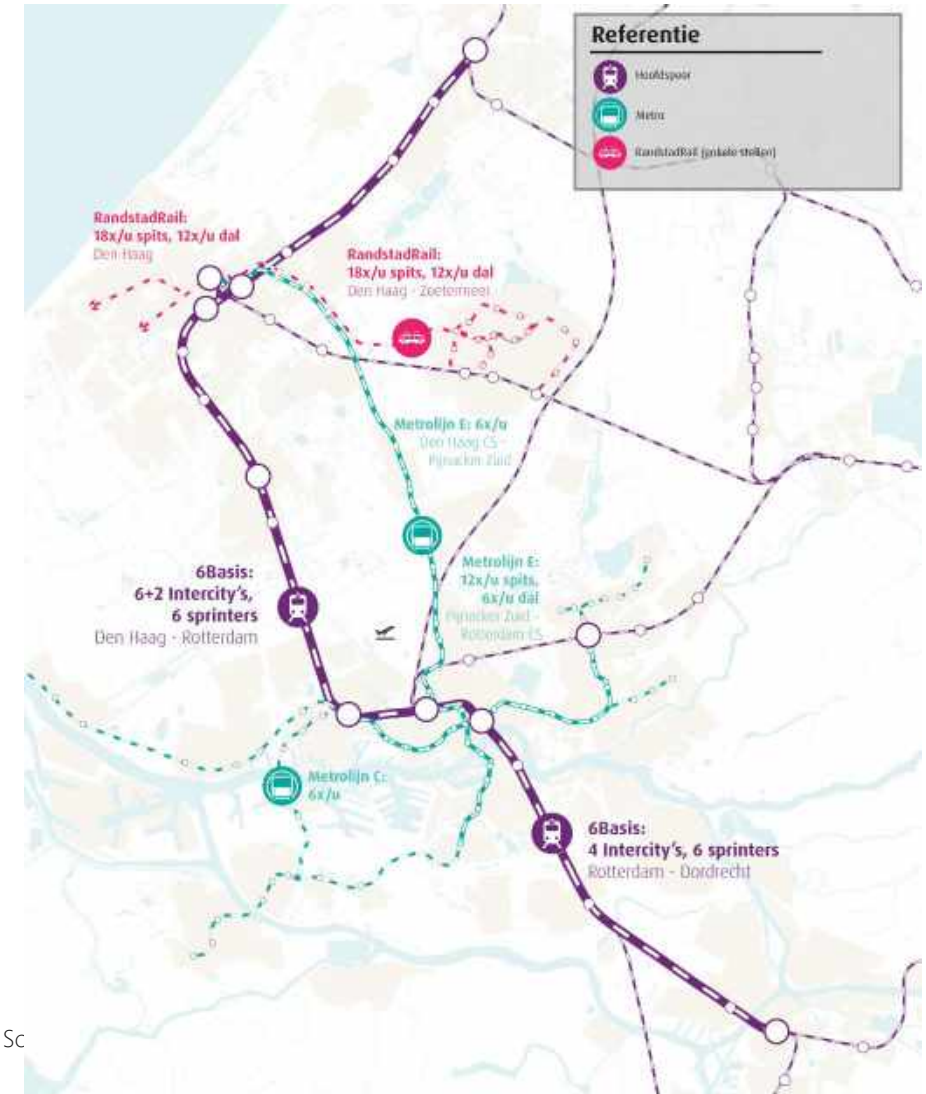 Referentie
Hoofdspoor
Metro
RandstadRail (enkele stellen)
RandstadRail:
18x/u spits, 12x/u dal
Den Haag
RandstadRail:
18x/u spits, 12x/u dal
Den Haag - Zoetermeer
Metrolijn E: 6x/u
Den Haag CS -
Pijnacker Zuid
Metrolijn E:
12x/u spits,
6x/u dal
Pijnacker Zuid -
Rotterdam CS
6Basis:
6+2 Intercity's,
6 sprinters
Den Haag - Rotterdam
Metrolijn C:
6x/u
6Basis:
4 Intercity's, 6 sprinters
Rotterdam - Dordrecht
Sc